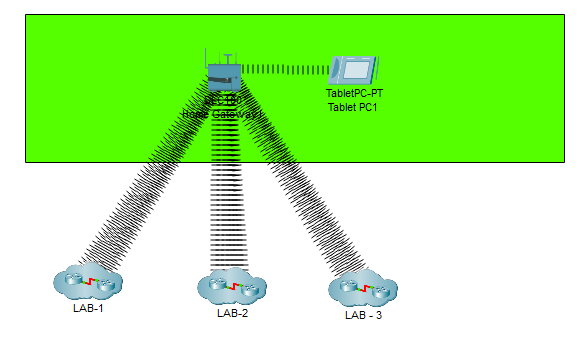 TabletPC-PT
Tablet PC1
Home Gateway1
LAB-1
LAB-2
LAB - 3